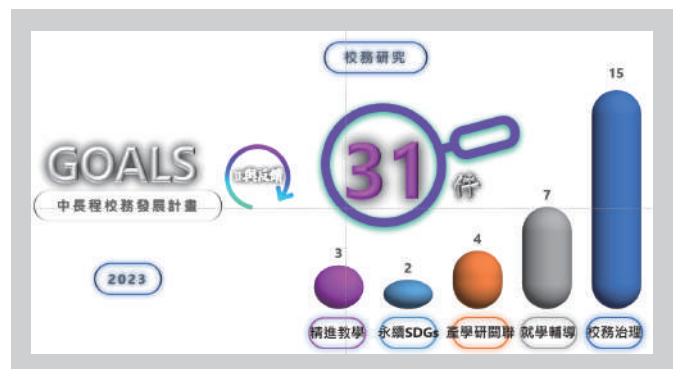 校務研究
15
GOALS
31
件
7
中長程校務發展計畫
3
2
4
2023
精進教學
永續SDGs
產學研關聯
就學輔導
校務治理